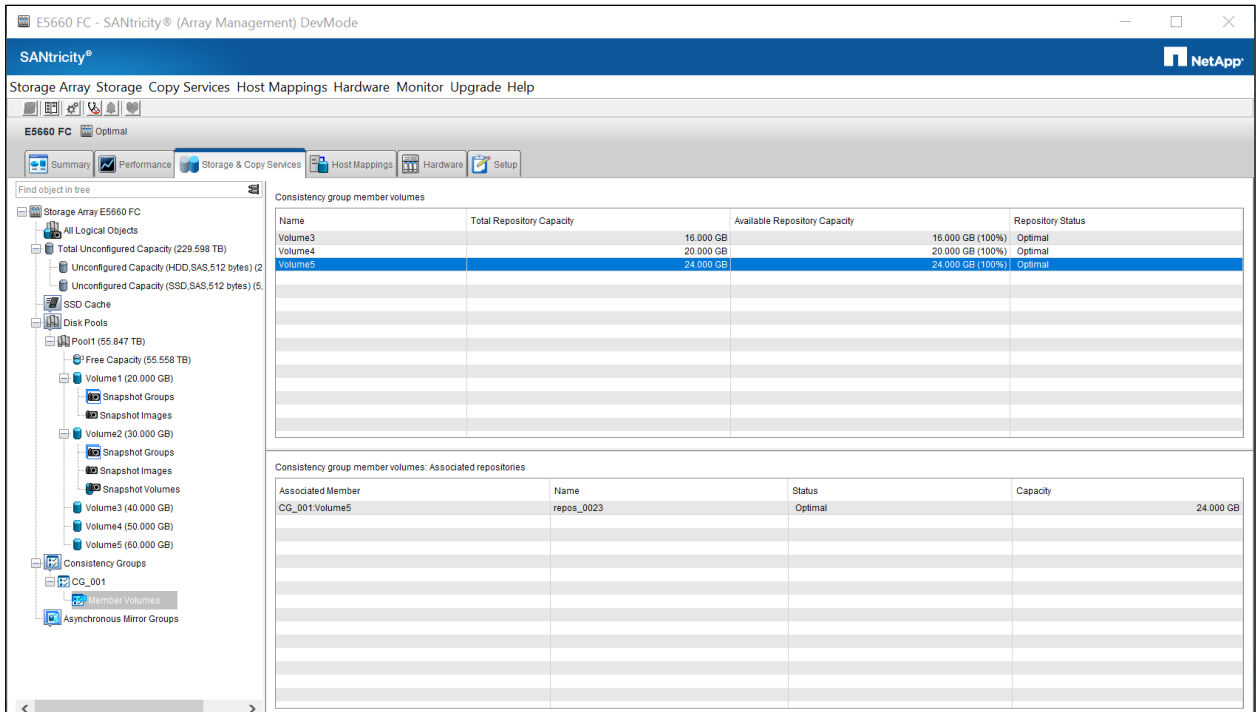 E5660 FC - SANtricity® (Array Management) DevMode
SANtricity®
NetApp®
Storage Array Storage Copy Services Host Mappings Hardware Monitor Upgrade Help
E5660 FC Optimal
Summary Performance Storage & Copy Services Host Mappings Hardware Setup
Find object in tree
Storage Array E5660 FC
All Logical Objects
Total Unconfigured Capacity (229.598 TB)
Unconfigured Capacity (HDD,SAS,512 bytes) (2
Unconfigured Capacity (SSD,SAS,512 bytes) (5,
SSD Cache
Disk Pools
Pool1 (55.847 TB)
Free Capacity (55.558 TB)
Volume1 (20.000 GB)
Snapshot Groups
Snapshot Images
Volume2 (30.000 GB)
Snapshot Groups
Snapshot Images
Snapshot Volumes
Volume3 (40.000 GB)
Volume4 (50.000 GB)
Volume5 (60.000 GB)
Consistency Groups
CG_001
Member Volumes
Asynchronous Mirror Groups
Consistency group member volumes
Name Total Repository Capacity Available Repository Capacity Repository Status
Volume3 16.000 GB 16.000 GB (100%) Optimal
Volume4 20.000 GB 20.000 GB (100%) Optimal
Volume5 24.000 GB 24.000 GB (100%) Optimal
Consistency group member volumes: Associated repositories
Associated Member Name Status Capacity
CG_001:Volume5 repos_0023 Optimal 24.000 GB